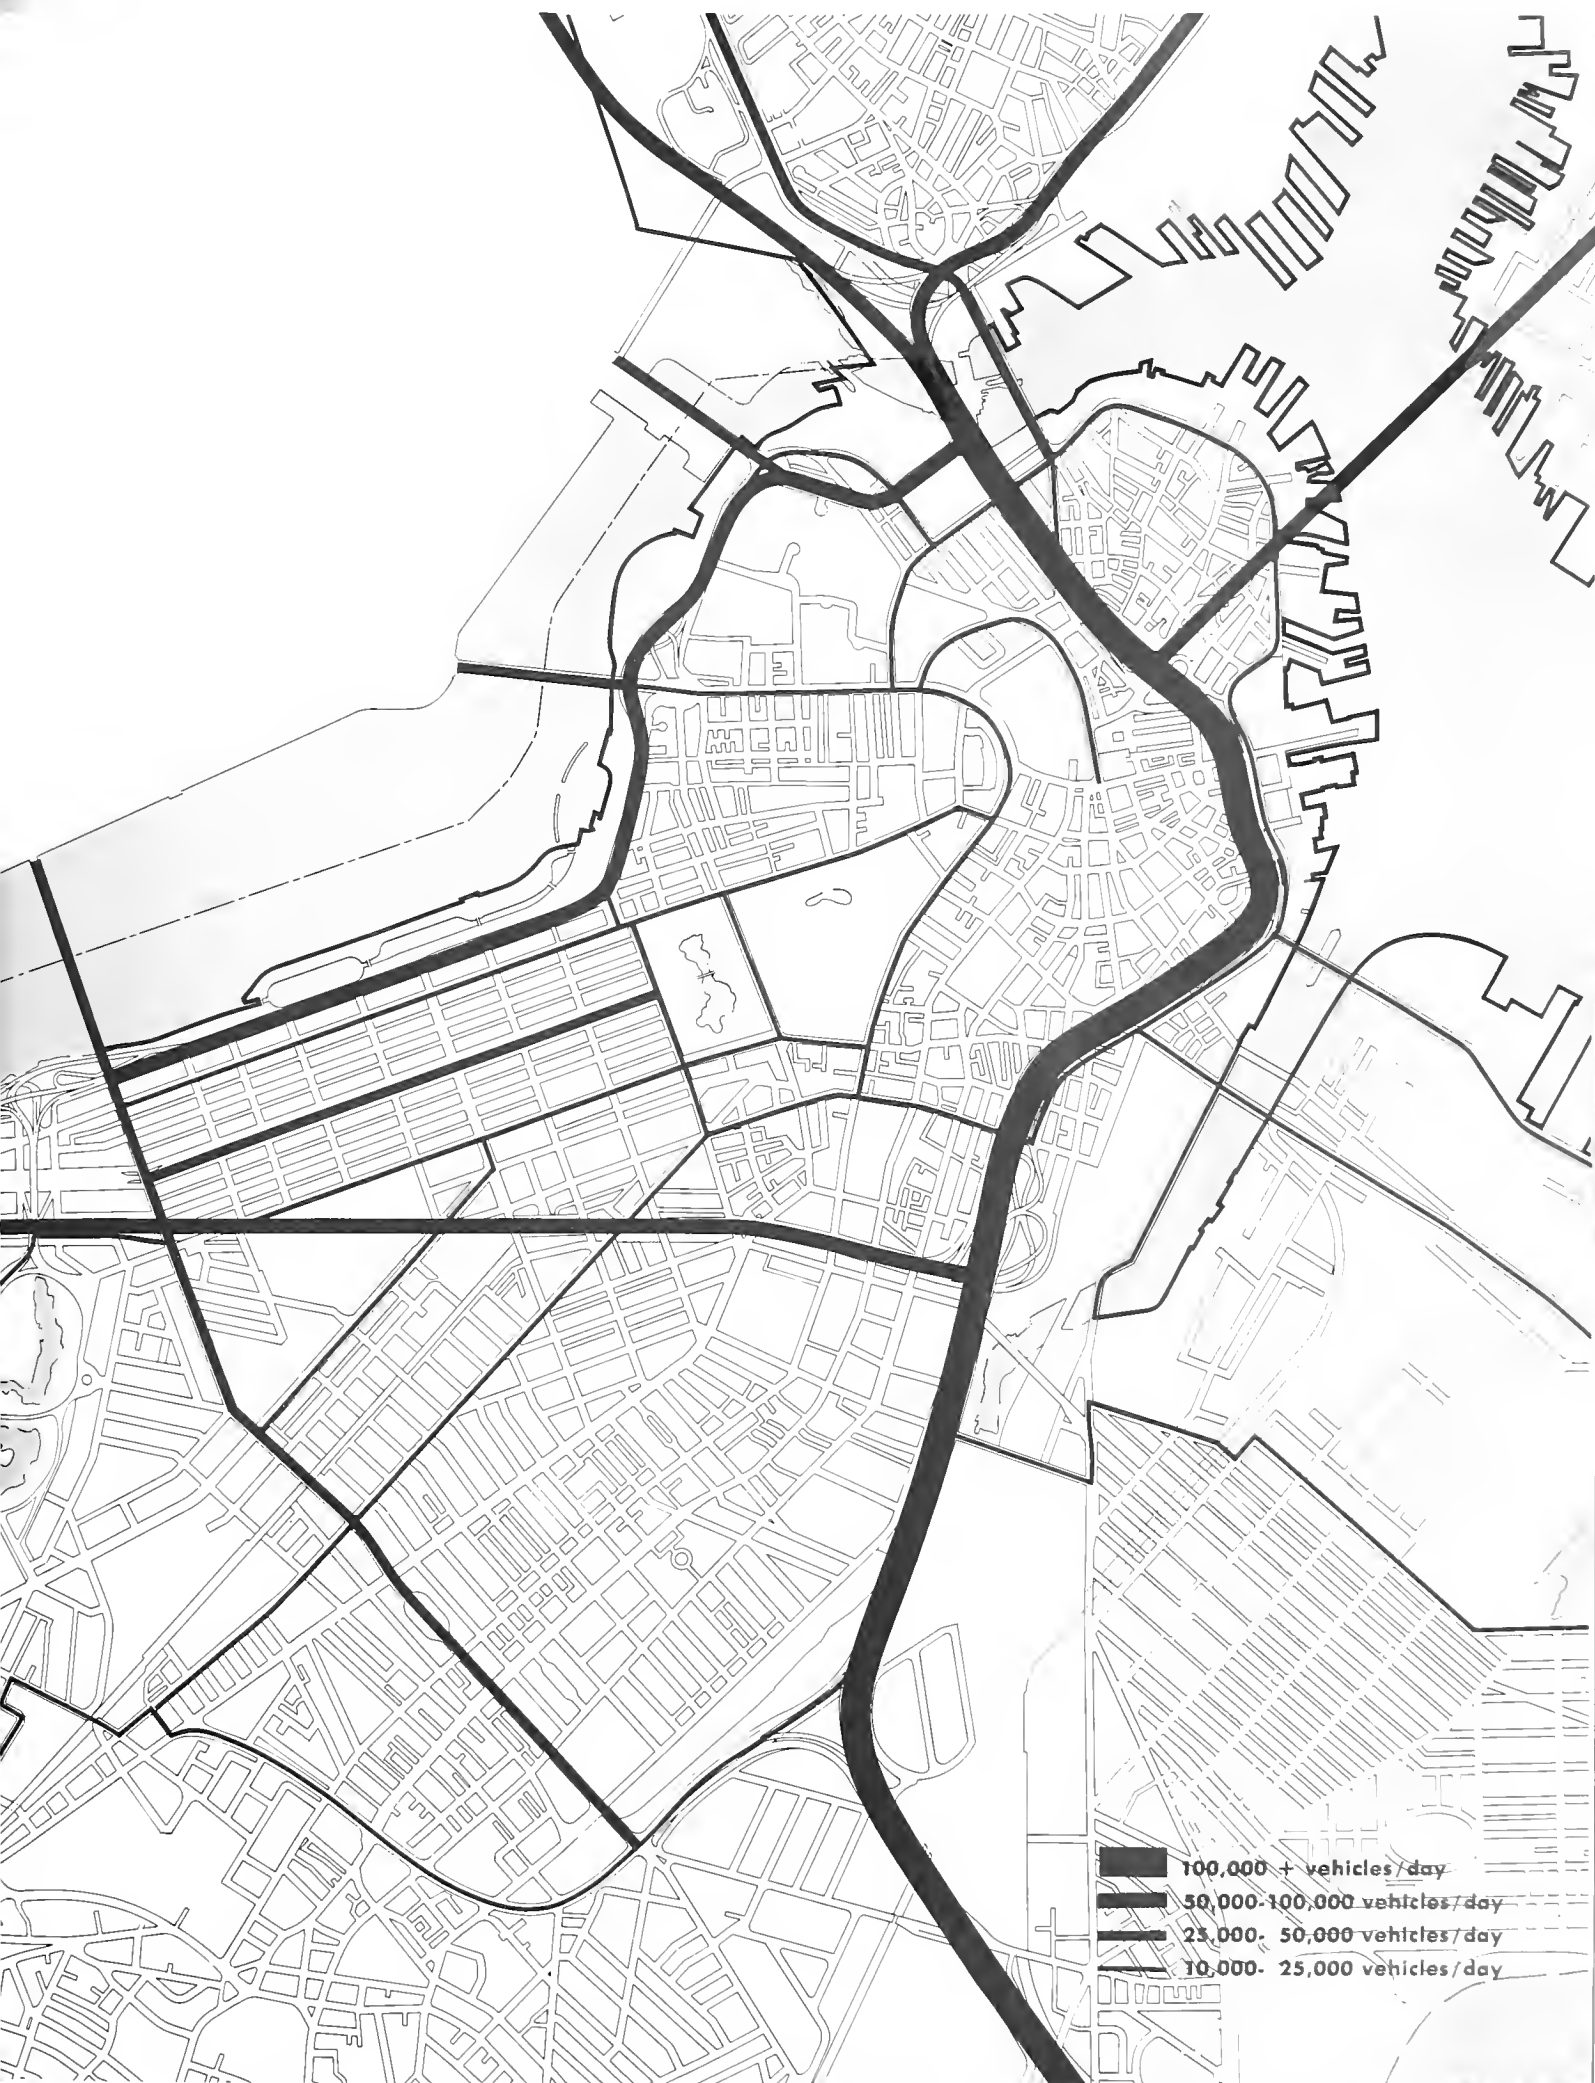 100,000 + vehicles/day
50,000-100,000 vehicles/day
25,000- 50,000 vehicles/day
10,000- 25,000 vehicles/day